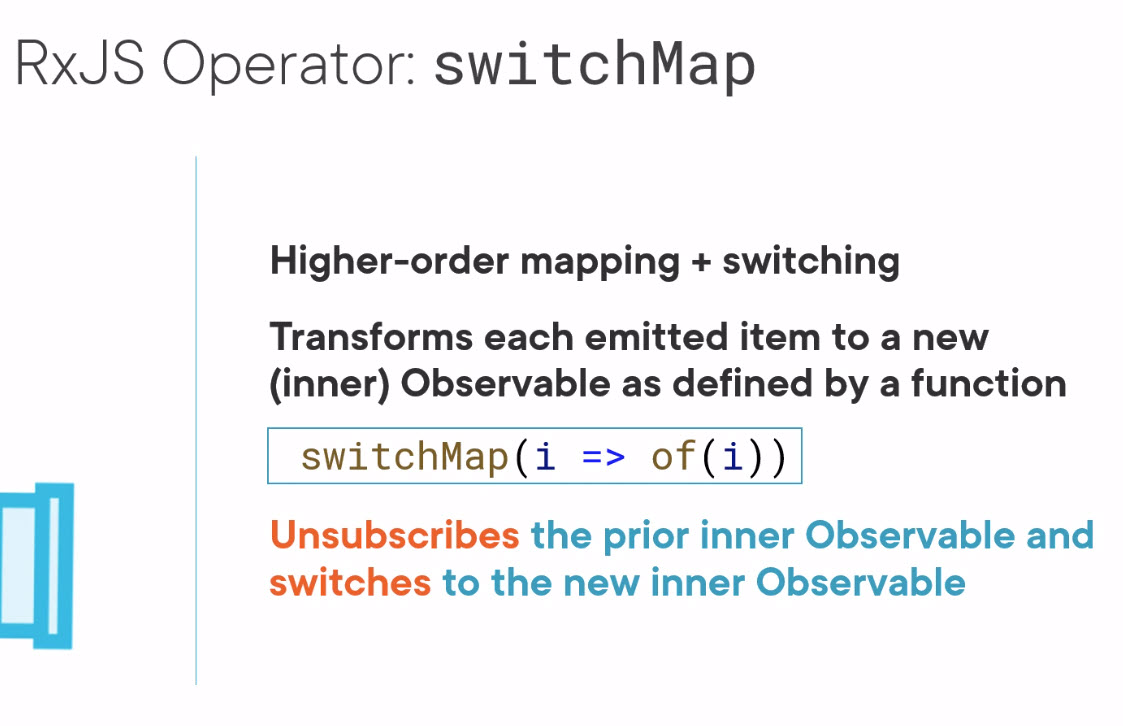 RxJS Operator: switchMap
Higher-order mapping + switching
Transforms each emitted item to a new
(inner) Observable as defined by a function
switchMap(i => of(i))
Unsubscribes the prior inner Observable and
switches to the new inner Observable